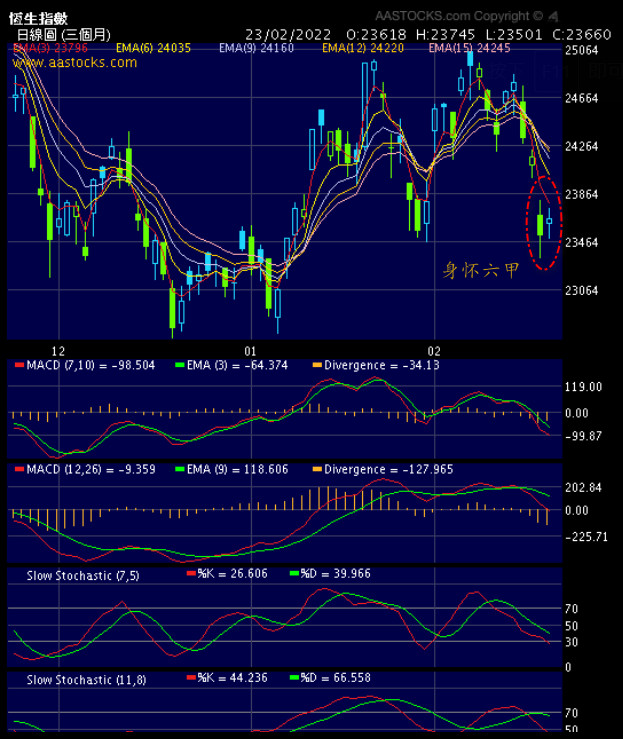 恆生指數
AASTOCKS.com Copyright ©
日線圖 (三個月) 23/02/2022 O:23618 H:23745 L:23501 C:23660
EMA(3) 23796 EMA(6) 24035 EMA(9) 24160 EMA(12) 24220 EMA(15) 24245
www.aastocks.com
25064
24664
24264
23864
23464
23064
身怀六甲
12 01 02
MACD (7,10) = -98.504 EMA (3) = -64.374 Divergence = -34.13
119.00
0.00
-99.87
MACD (12,26) = -9.359 EMA (9) = 118.606 Divergence = -127.965
202.84
0.00
-225.71
Slow Stochastic (7,5) %K = 26.606 %D = 39.966
70
50
30
0
Slow Stochastic (11,8) %K = 44.236 %D = 66.558
70
50